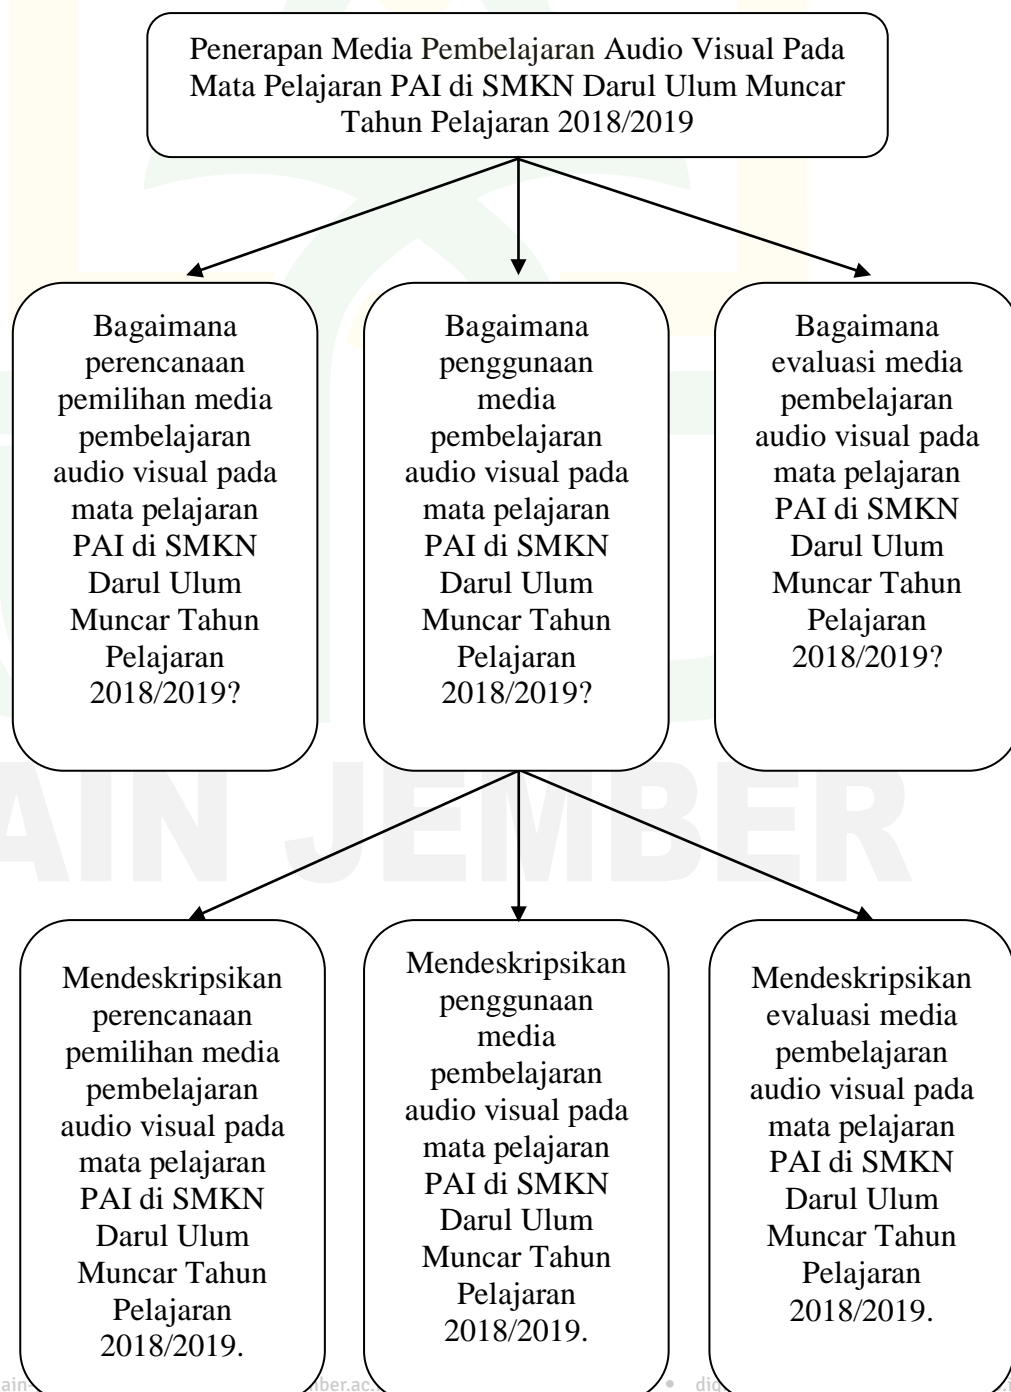 Penerapan Media Pembelajaran Audio Visual Pada
Mata Pelajaran PAI di SMKN Darul Ulum Muncar
Tahun Pelajaran 2018/2019
Bagaimana
perencanaan
pemilihan media
pembelajaran
audio visual pada
mata pelajaran
PAI di SMKN
Darul Ulum
Muncar Tahun
Pelajaran
2018/2019?
Bagaimana
penggunaan
media
pembelajaran
audio visual pada
mata pelajaran
PAI di SMKN
Darul Ulum
Muncar Tahun
Pelajaran
2018/2019?
Bagaimana
evaluasi media
pembelajaran
audio visual pada
mata pelajaran
PAI di SMKN
Darul Ulum
Muncar Tahun
Pelajaran
2018/2019?
AIN JEMBER
Mendeskripsikan
perencanaan
pemilihan media
pembelajaran
audio visual pada
mata pelajaran
PAI di SMKN
Darul Ulum
Muncar Tahun
Pelajaran
2018/2019.
Mendeskripsikan
penggunaan
media
pembelajaran
audio visual pada
mata pelajaran
PAI di SMKN
Darul Ulum
Muncar Tahun
Pelajaran
2018/2019.
Mendeskripsikan
evaluasi media
pembelajaran
audio visual pada
mata pelajaran
PAI di SMKN
Darul Ulum
Muncar Tahun
Pelajaran
2018/2019.